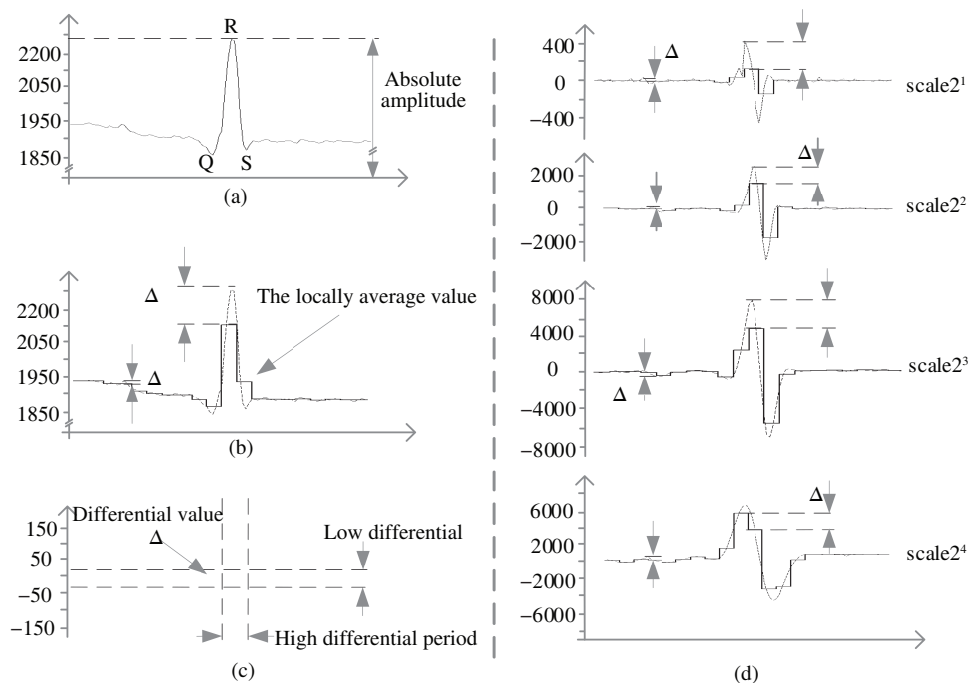 R
2200
2050
1950
1850
Absolute
amplitude
Q
S
(a)
Δ
The locally average value
2200
2050
1950
1850
Δ
(b)
Differential value
Δ
Low differential
150
50
−50
−150
High differential period
(c)
400
0
−400
Δ
scale2¹
2000
0
−2000
Δ
scale2²
8000
4000
0
−4000
−8000
Δ
scale2³
6000
2000
−2000
−6000
Δ
scale2⁴
(d)